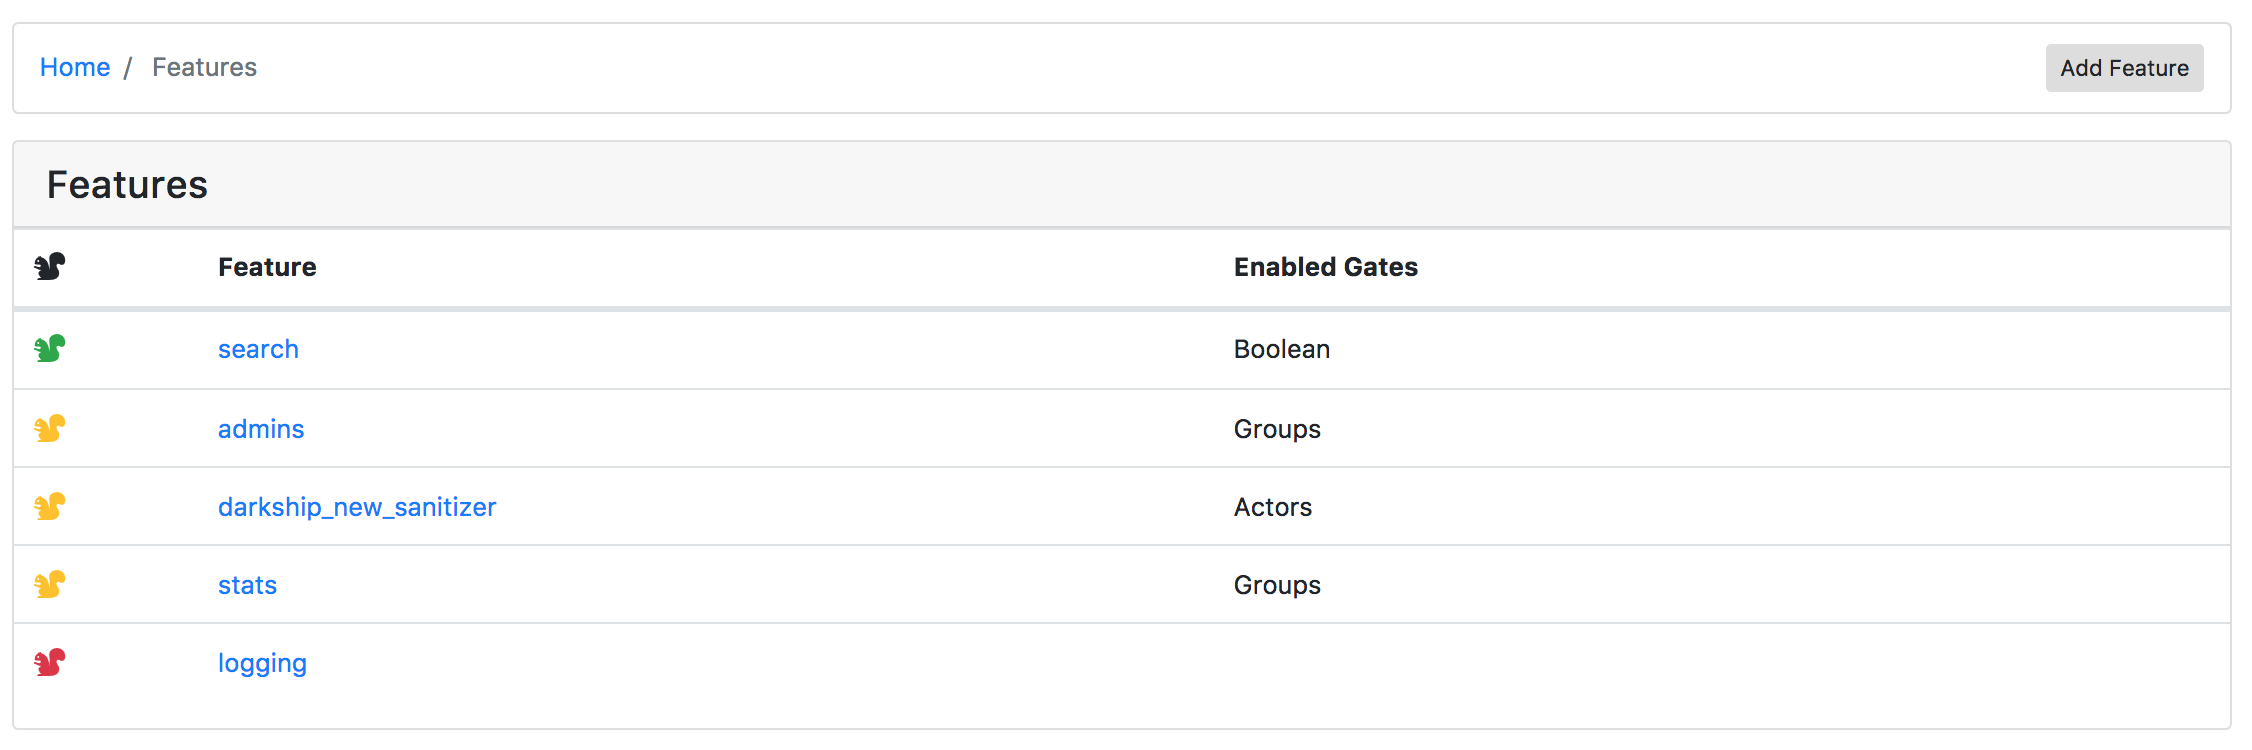 Home / Features
Add Feature
Features
Feature Enabled Gates
search Boolean
admins Groups
darkship_new_sanitizer Actors
stats Groups
logging